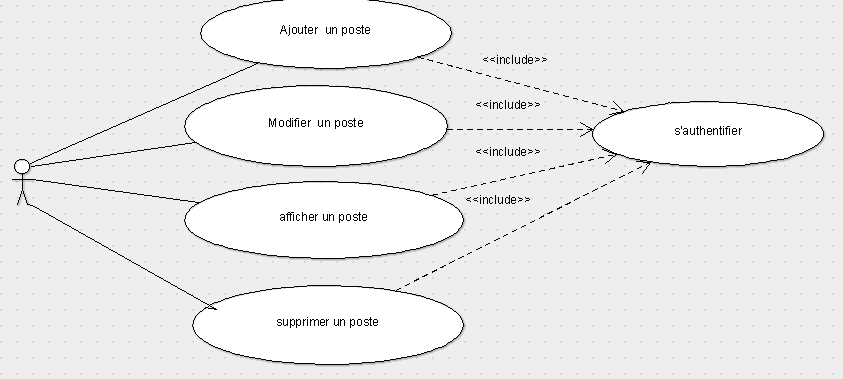 Ajouter un poste
<<include>>
<<include>>
Modifier un poste
s'authentifier
<<include>>
<<include>>
afficher un poste
supprimer un poste